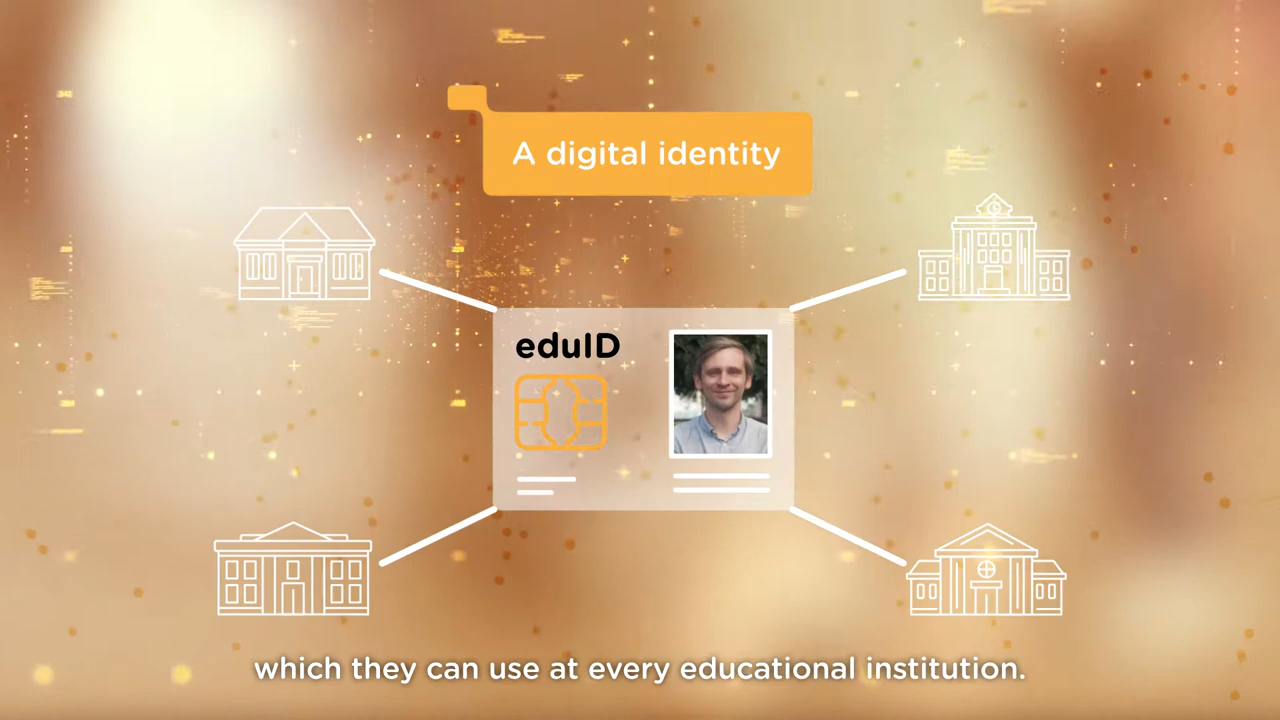 A digital identity
eduID
which they can use at every educational institution.